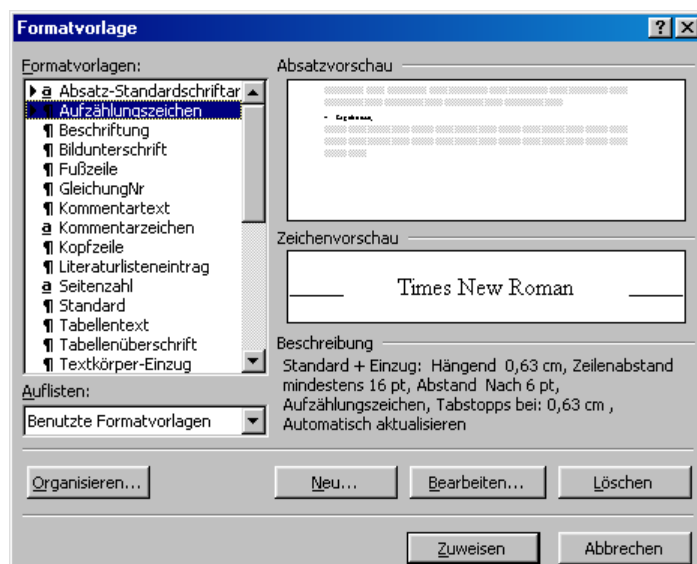 Formatvorlage
Formatvorlagen:
a Absatz-Standardschriftar
¶ Aufzählungszeichen
¶ Beschriftung
¶ Bildunterschrift
¶ Fußzeile
¶ GleichungNr
¶ Kommentartext
a Kommentarzeichen
¶ Kopfzeile
¶ Literaturlisteneintrag
a Seitenzahl
¶ Standard
¶ Tabellentext
¶ Tabellenüberschrift
¶ Textkörper-Einzug
Auflisten:
Benutzte Formatvorlagen
Absatzvorschau
Zeichenvorschau
Times New Roman
Beschreibung
Standard + Einzug: Hängend 0,63 cm, Zeilenabstand
mindestens 16 pt, Abstand Nach 6 pt,
Aufzählungszeichen, Tabstopps bei: 0,63 cm ,
Automatisch aktualisieren
Organisieren...
Neu...
Bearbeiten...
Löschen
Zuweisen
Abbrechen